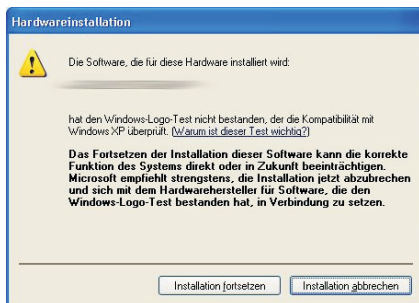 Hardwareinstallation
Die Software, die für diese Hardware installiert wird:
hat den Windows-Logo-Test nicht bestanden, der die Kompatibilität mit
Windows XP überprüft. (Warum ist dieser Test wichtig?)
Das Fortsetzen der Installation dieser Software kann die korrekte
Funktion des Systems direkt oder in Zukunft beeinträchtigen.
Microsoft empfiehlt strengstens, die Installation jetzt abzubrechen
und sich mit dem Hardwarehersteller für Software, die den
Windows-Logo-Test bestanden hat, in Verbindung zu setzen.
Installation fortsetzen
Installation abbrechen